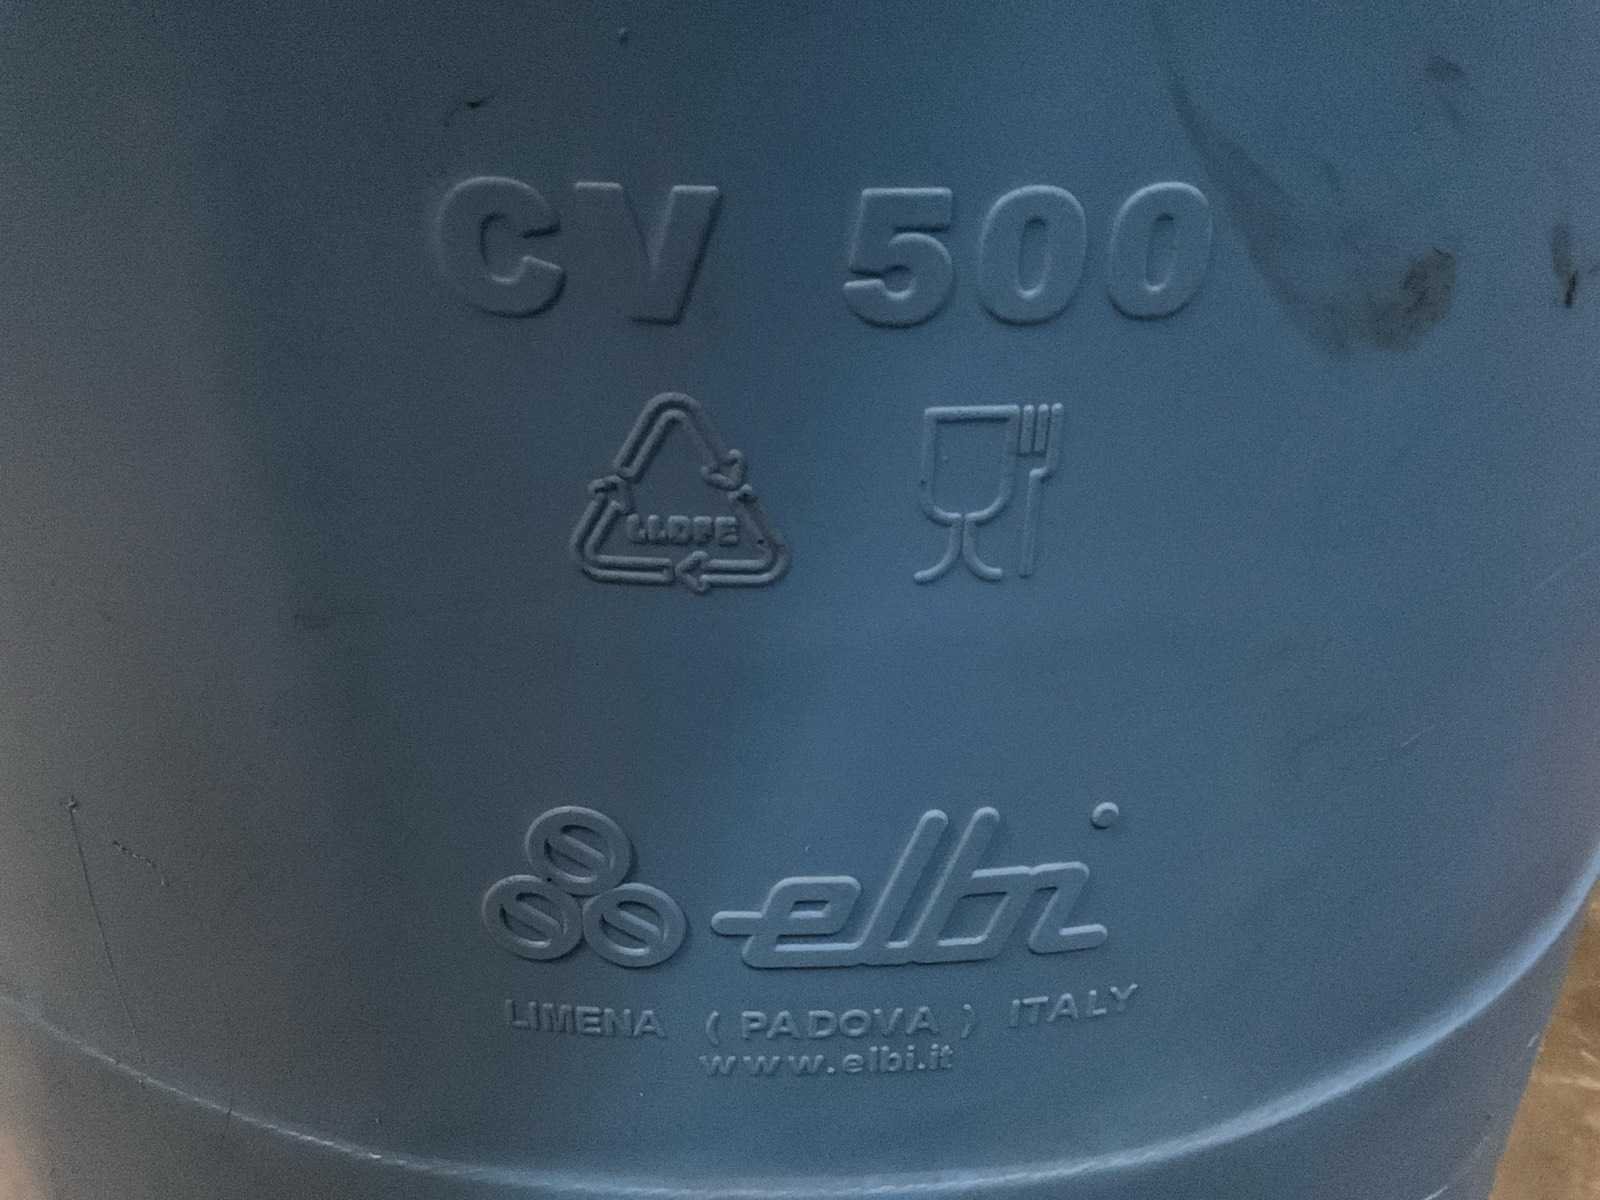 CV 500
LLDPE
elbi
LIMENA ( PADOVA ) ITALY
www.elbi.it